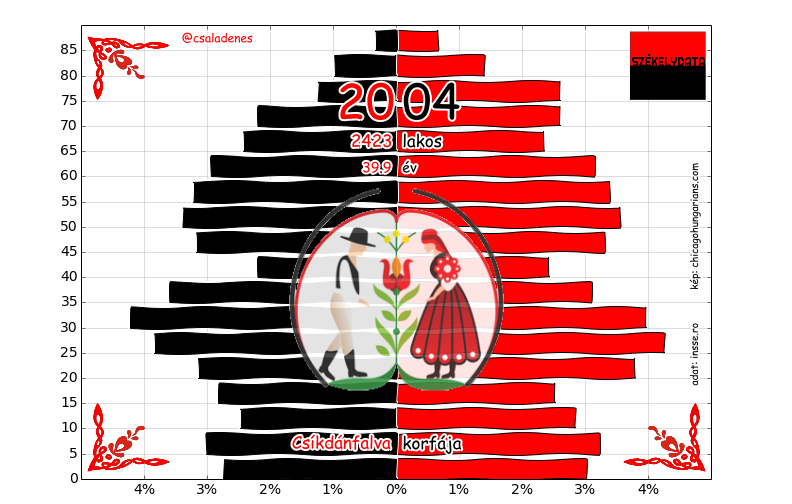 @csaladenes
SZÉKELYDATA
2004
2423 lakos
39.9 év
kép: chicagohungarians.com
adat: insse.ro
Csíkdánfalva korfája
85
80
75
70
65
60
55
50
45
40
35
30
25
20
15
10
5
0
4% 3% 2% 1% 0% 1% 2% 3% 4%